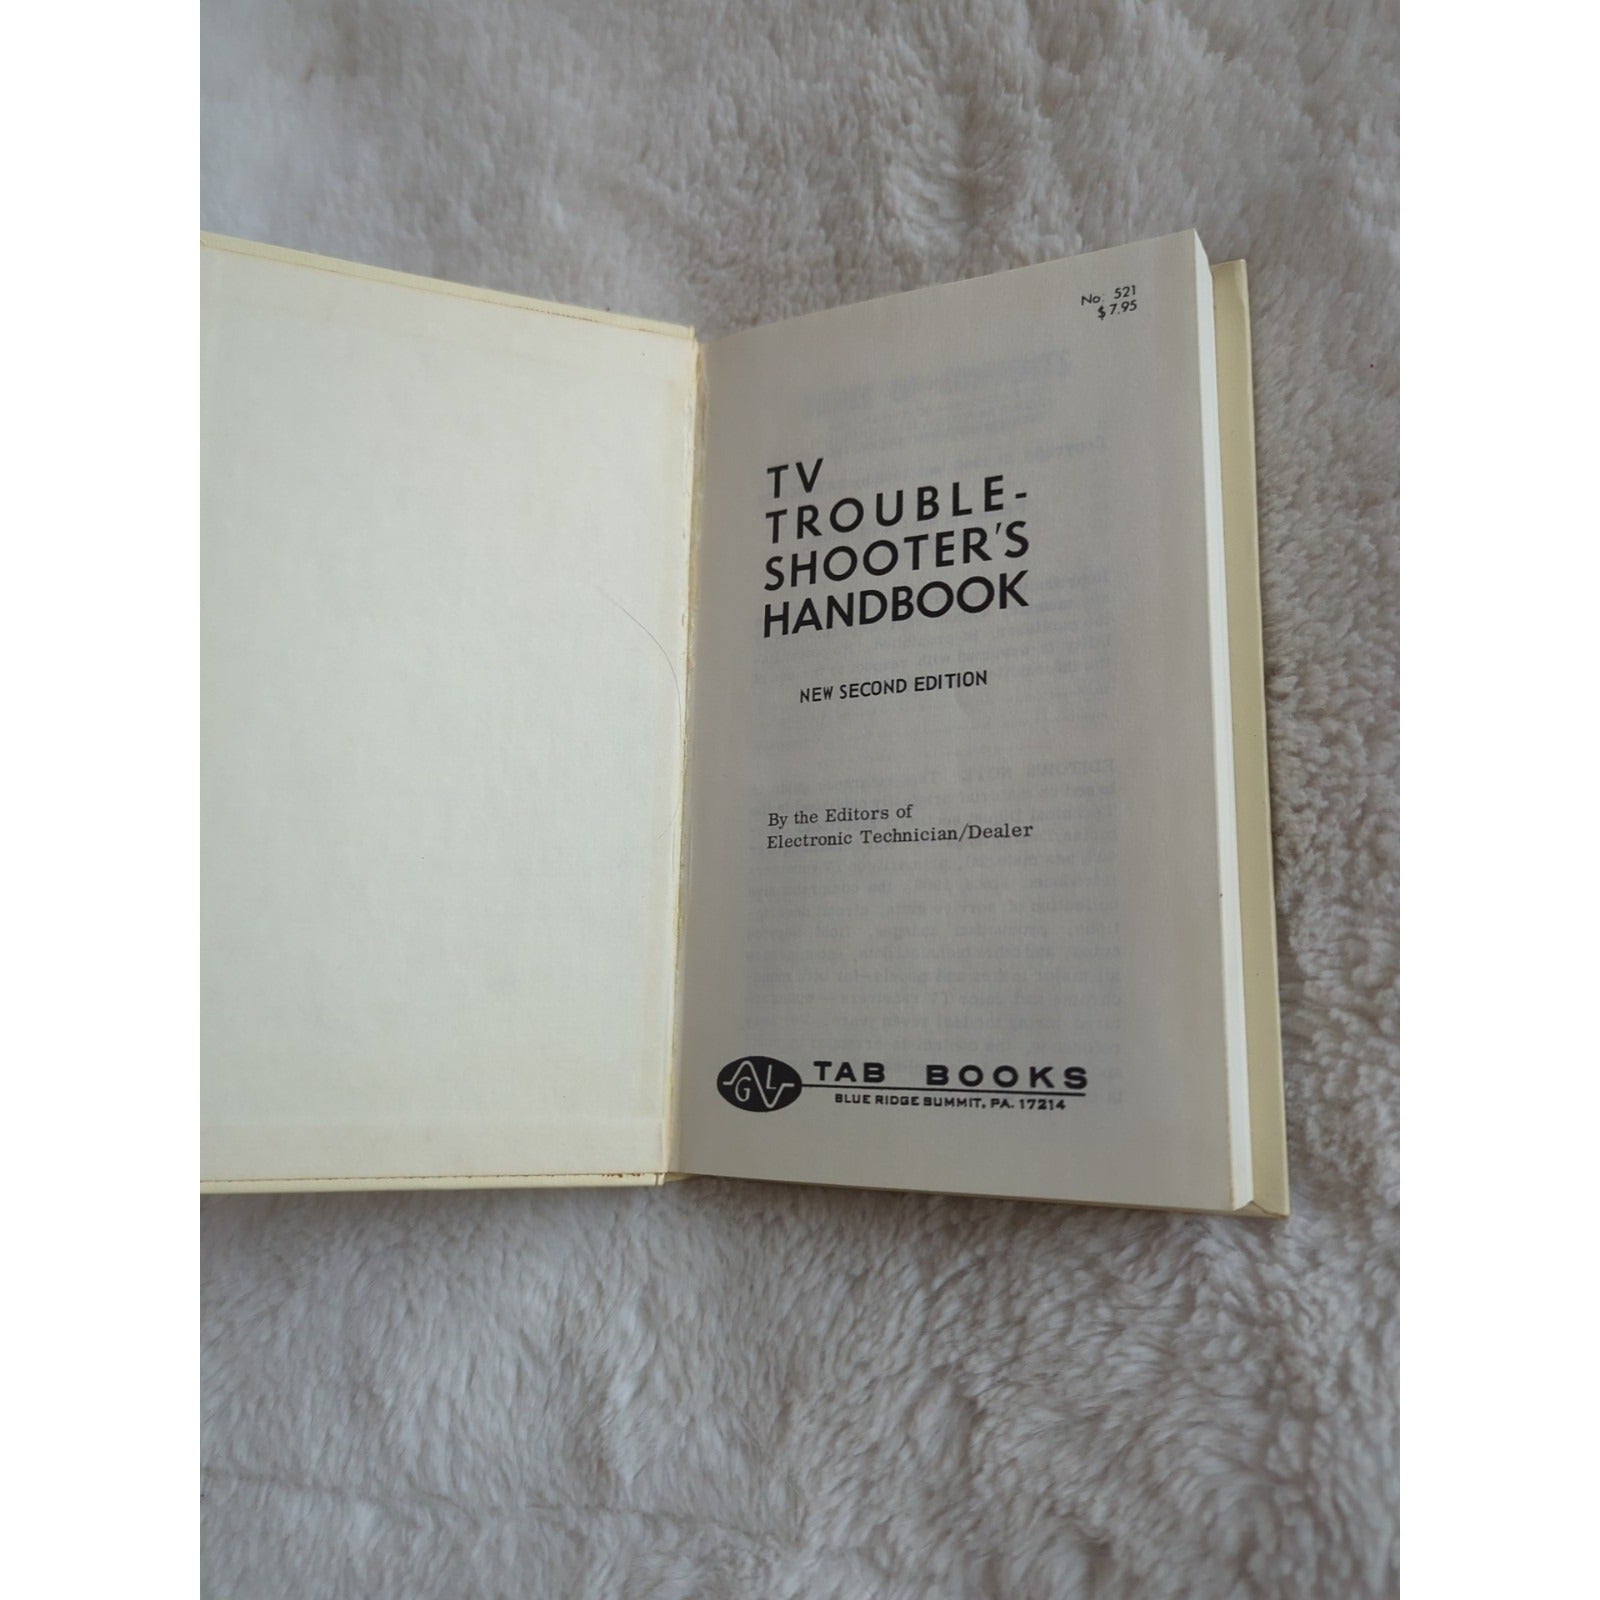 No. 521
$7.95
TV
TROUBLE-
SHOOTER'S
HANDBOOK
NEW SECOND EDITION
By the Editors of
Electronic Technician/Dealer
GL
TAB BOOKS
BLUE RIDGE SUMMIT, PA. 17214